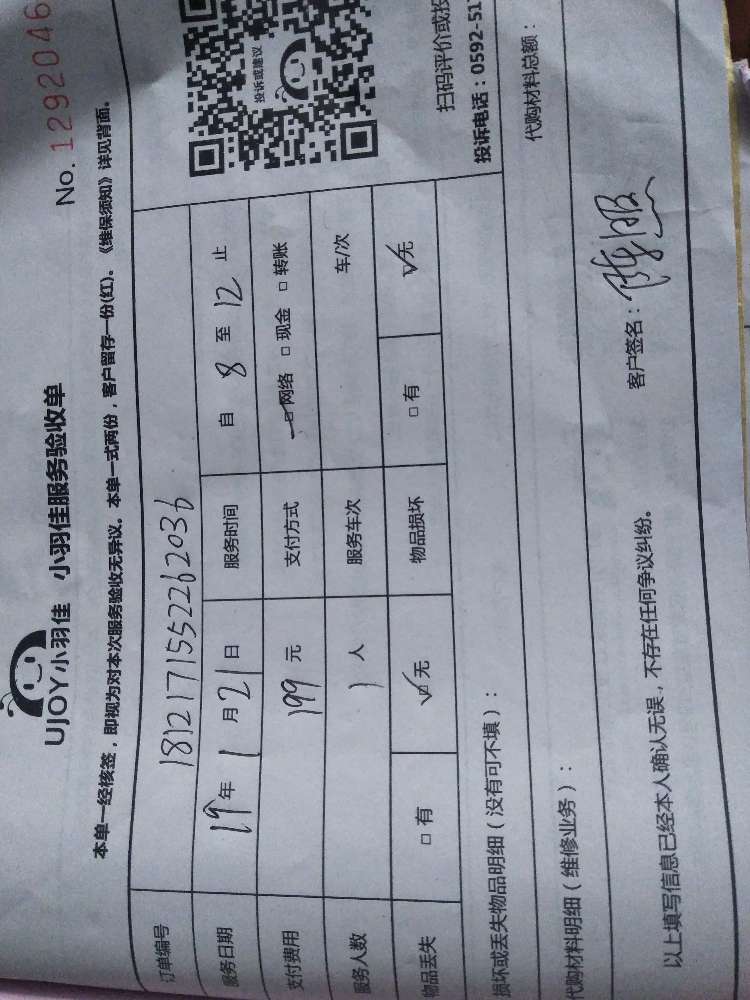 UJOY小羽佳 小羽佳服务验收单
No. 1292046
本单一经核签，即视为对本次服务验收无异议。本单一式两份，客户留存一份(红)。《维保须知》详见背面。
订单编号 1812171552262036
投诉或建议
服务日期 19年 1月 21日 服务时间 自 8 至 12 止
支付费用 199 元 支付方式 ☑网络 □现金 □转账
服务人数 1 人 服务车次 车/次
物品丢失 □有 ☑无 物品损坏 □有 ☑无
扫码评价或投
投诉电话：0592-517
损坏或丢失物品明细（没有可不填）：
代购材料明细（维修业务）： 代购材料总额：
以上填写信息已经本人确认无误，不存在任何争议纠纷。 客户签名：